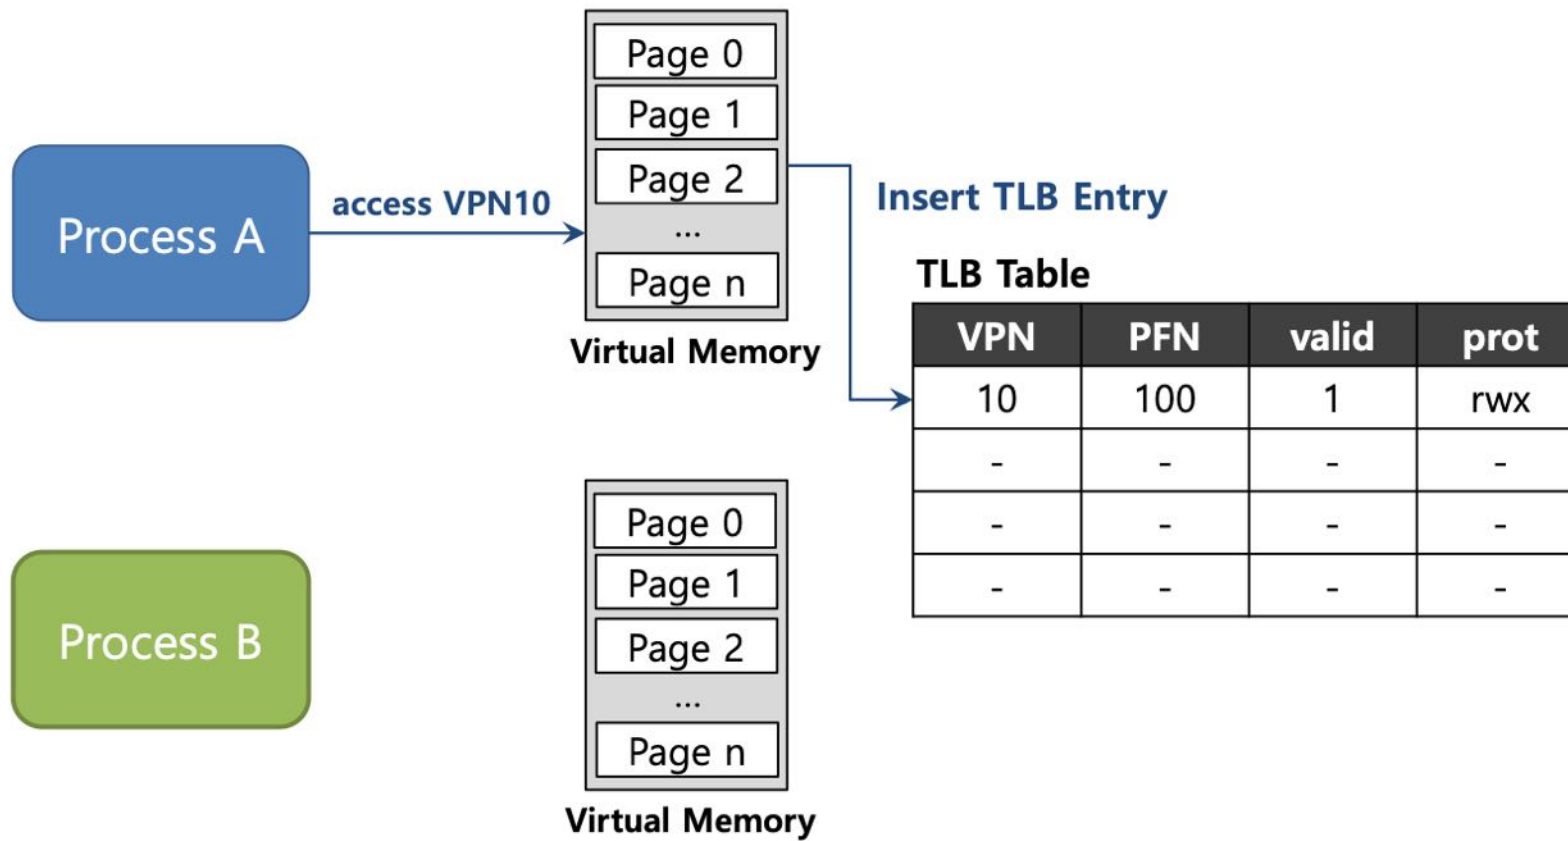 Process A
access VPN10
Page 0
Page 1
Page 2
...
Page n
Virtual Memory
Insert TLB Entry
TLB Table
VPN PFN valid prot
10 100 1 rwx
- - - -
- - - -
- - - -
Process B
Page 0
Page 1
Page 2
...
Page n
Virtual Memory